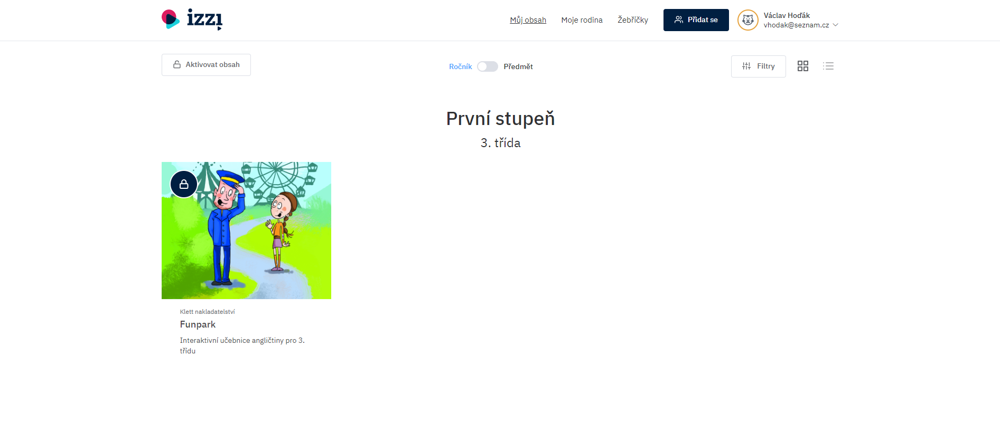 izzi
Můj obsah
Moje rodina
Žebříčky
Přidat se
Václav Hoďák
vhodak@seznam.cz
Aktivovat obsah
Ročník
Předmět
Filtry
První stupeň
3. třída
Klett nakladatelství
Funpark
Interaktivní učebnice angličtiny pro 3.
třídu